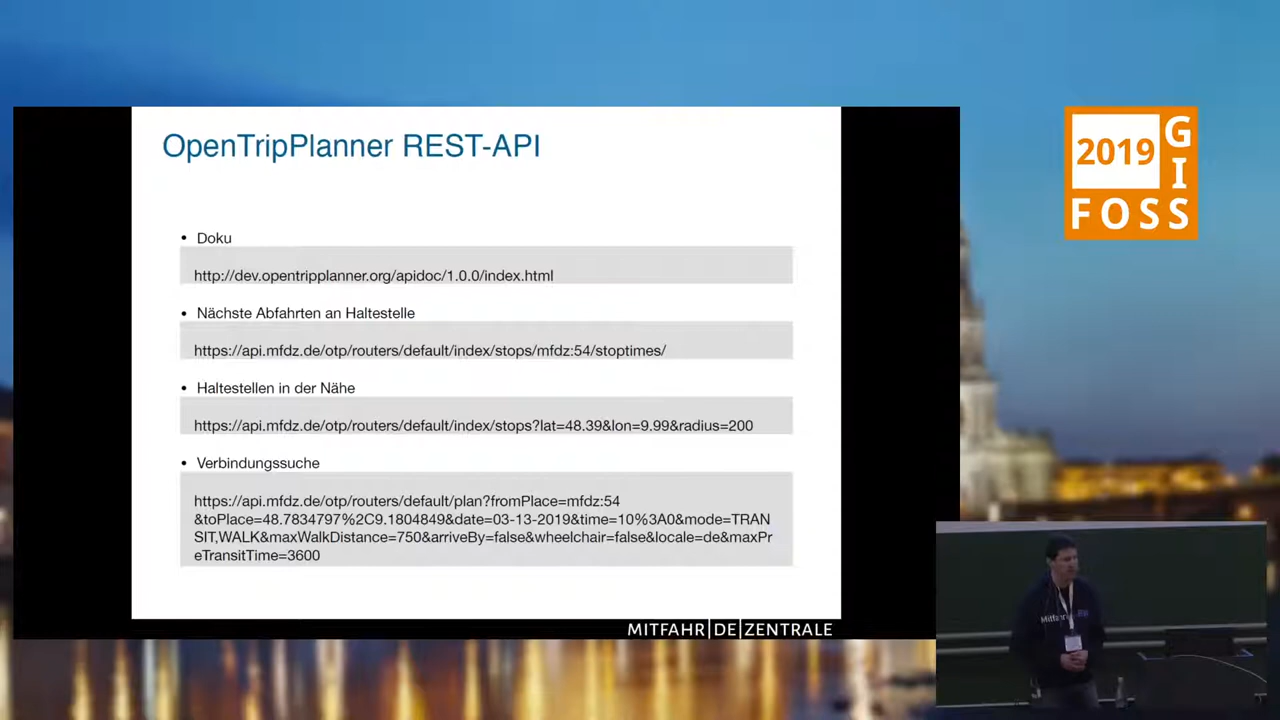 OpenTripPlanner REST-API
• Doku
http://dev.opentripplanner.org/apidoc/1.0.0/index.html
• Nächste Abfahrten an Haltestelle
https://api.mfdz.de/otp/routers/default/index/stops/mfdz:54/stoptimes/
• Haltestellen in der Nähe
https://api.mfdz.de/otp/routers/default/index/stops?lat=48.39&lon=9.99&radius=200
• Verbindungssuche
https://api.mfdz.de/otp/routers/default/plan?fromPlace=mfdz:54
&toPlace=48.7834797%2C9.1804849&date=03-13-2019&time=10%3A0&mode=TRAN
SIT,WALK&maxWalkDistance=750&arriveBy=false&wheelchair=false&locale=de&maxPr
eTransitTime=3600
MITFAHR|DE|ZENTRALE
2019
GIS
FOSS